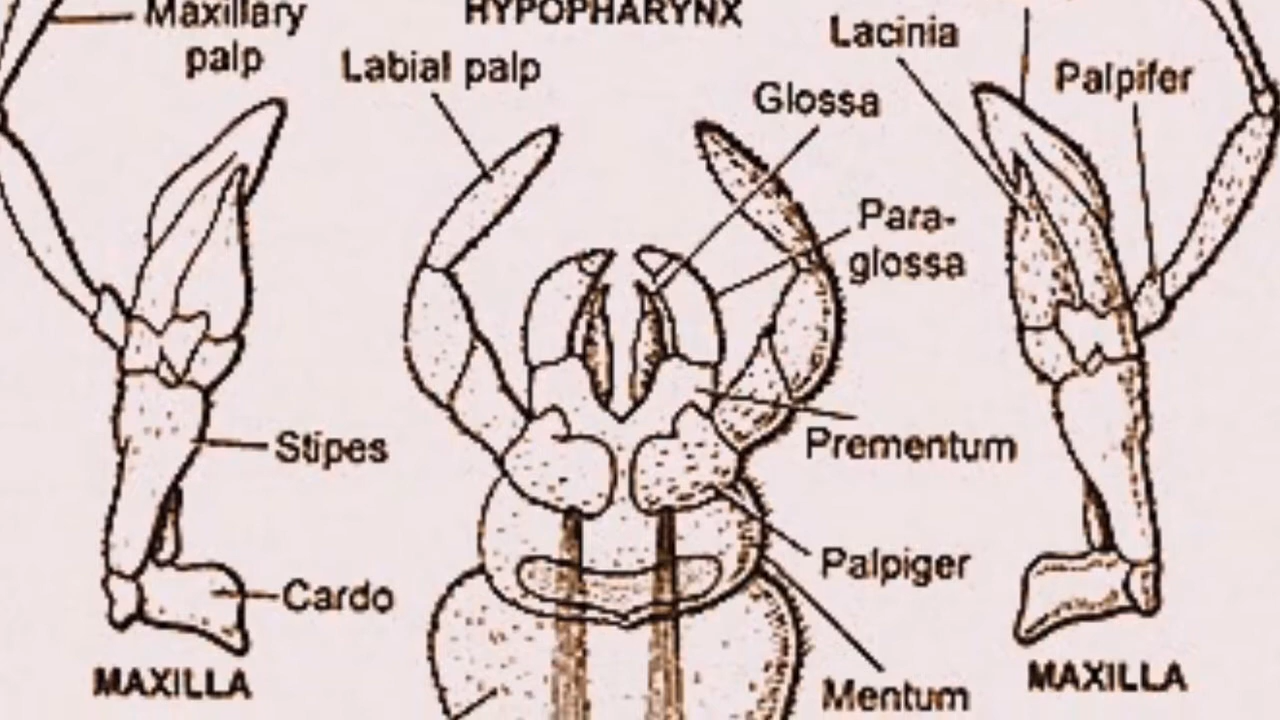 Maxillary
palp
HYPOPHARYNX
Labial palp
Lacinia
Glossa
Palpifer
Para-
glossa
Stipes
Prementum
Palpiger
Cardo
MAXILLA
Mentum
MAXILLA